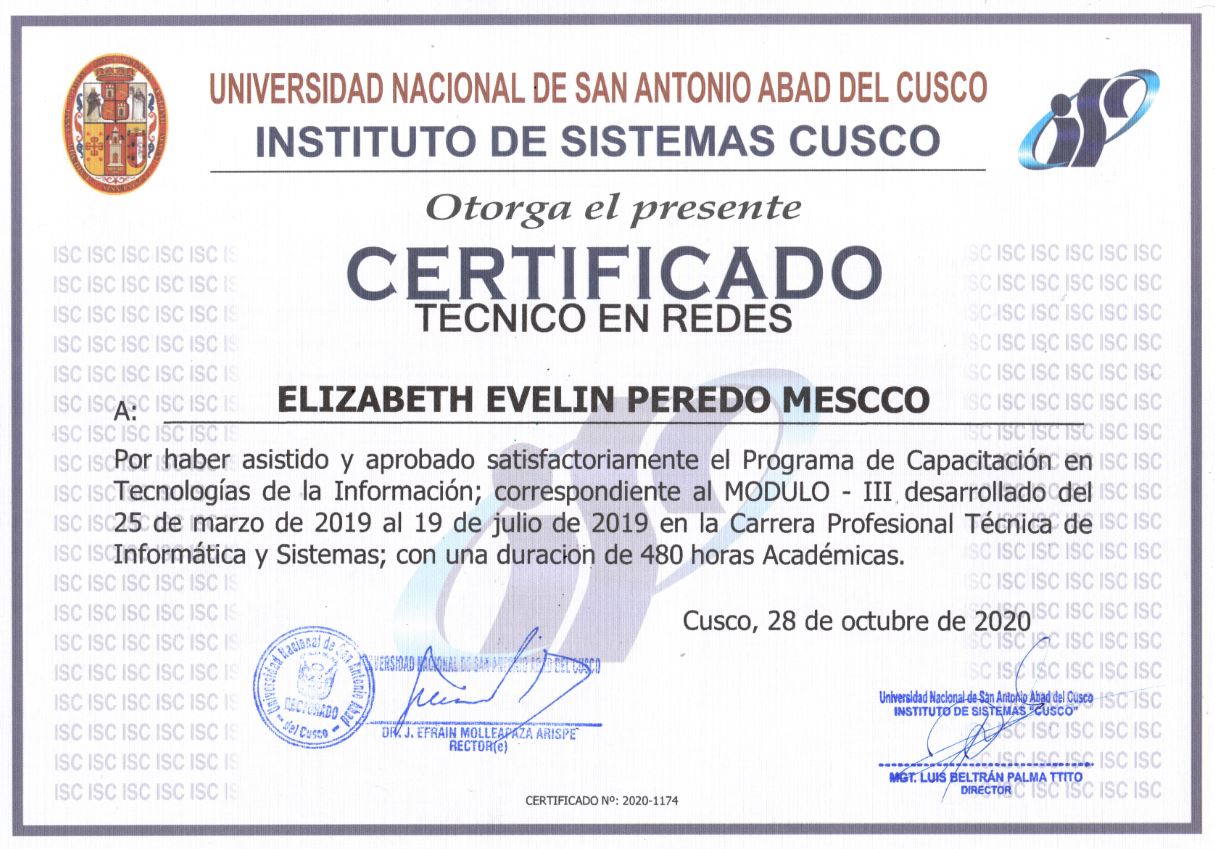 UNIVERSIDAD NACIONAL DE SAN ANTONIO ABAD DEL CUSCO
INSTITUTO DE SISTEMAS CUSCO
Otorga el presente
CERTIFICADO
TECNICO EN REDES
A: ELIZABETH EVELIN PEREDO MESCCO
Por haber asistido y aprobado satisfactoriamente el Programa de Capacitación en
Tecnologías de la Información; correspondiente al MODULO - III desarrollado del
25 de marzo de 2019 al 19 de julio de 2019 en la Carrera Profesional Técnica de
Informática y Sistemas; con una duración de 480 horas Académicas.
Cusco, 28 de octubre de 2020
Universidad Nacional de San Antonio Abad
RECTORADO
del Cusco
UNIVERSIDAD NACIONAL DE SAN ANTONIO ABAD DEL CUSCO
DR. J. EFRAIN MOLLEAPAZA ARISPE
RECTOR(e)
Universidad Nacional de San Antonio Abad del Cusco
INSTITUTO DE SISTEMAS "CUSCO"
MGT. LUIS BELTRÁN PALMA TTITO
DIRECTOR
CERTIFICADO Nº: 2020-1174